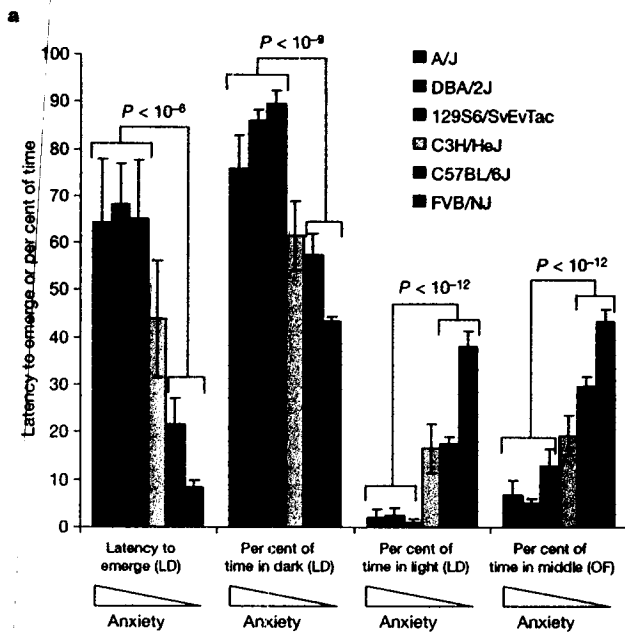 a
P < 10⁻⁹
P < 10⁻⁶
P < 10⁻¹²
P < 10⁻¹²
A/J
DBA/2J
129S6/SvEvTac
C3H/HeJ
C57BL/6J
FVB/NJ
Latency to emerge or per cent of time
100
90
80
70
60
50
40
30
20
10
0
Latency to
emerge (LD)
Per cent of
time in dark (LD)
Per cent of
time in light (LD)
Per cent of
time in middle (OF)
Anxiety
Anxiety
Anxiety
Anxiety